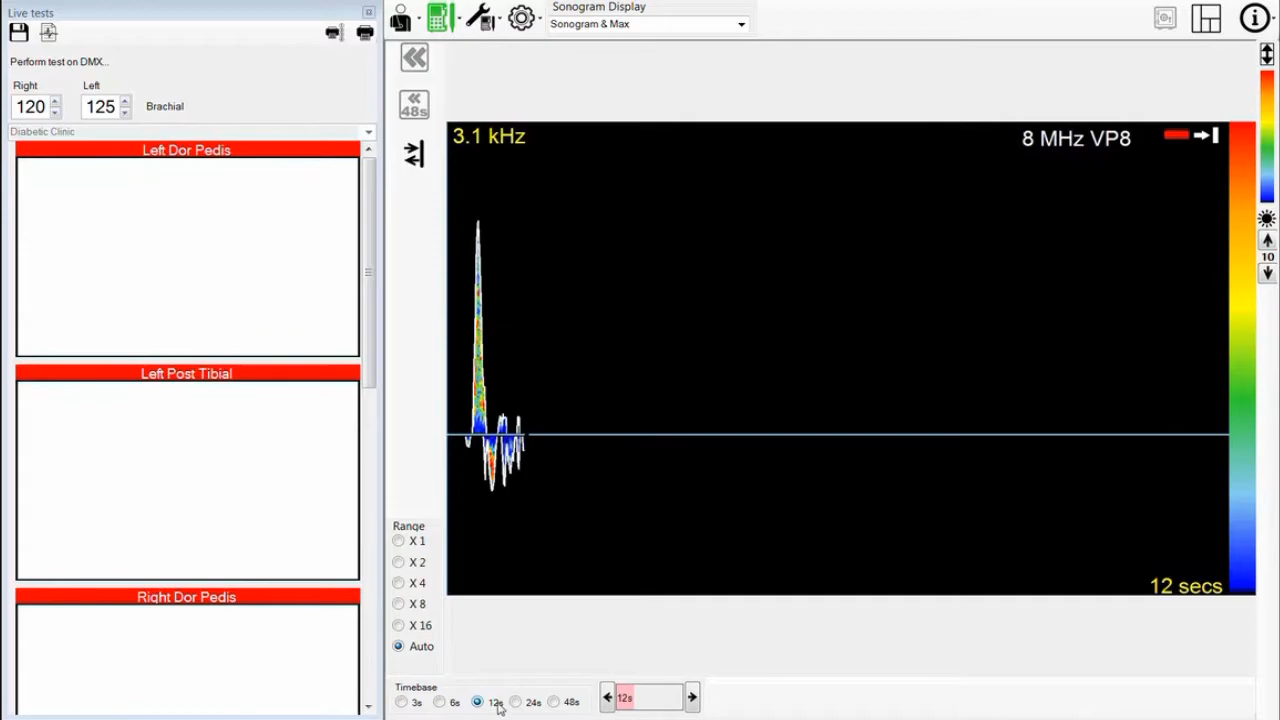 Live tests
Perform test on DMX...
Right Left
120 125 Brachial
Diabetic Clinic
Left Dor Pedis
Left Post Tibial
Right Dor Pedis
Sonogram Display
Sonogram & Max
48s
3.1 kHz
8 MHz VP8
10
12 secs
Range
X 1
X 2
X 4
X 8
X 16
Auto
Timebase
3s 6s 12s 24s 48s
12s